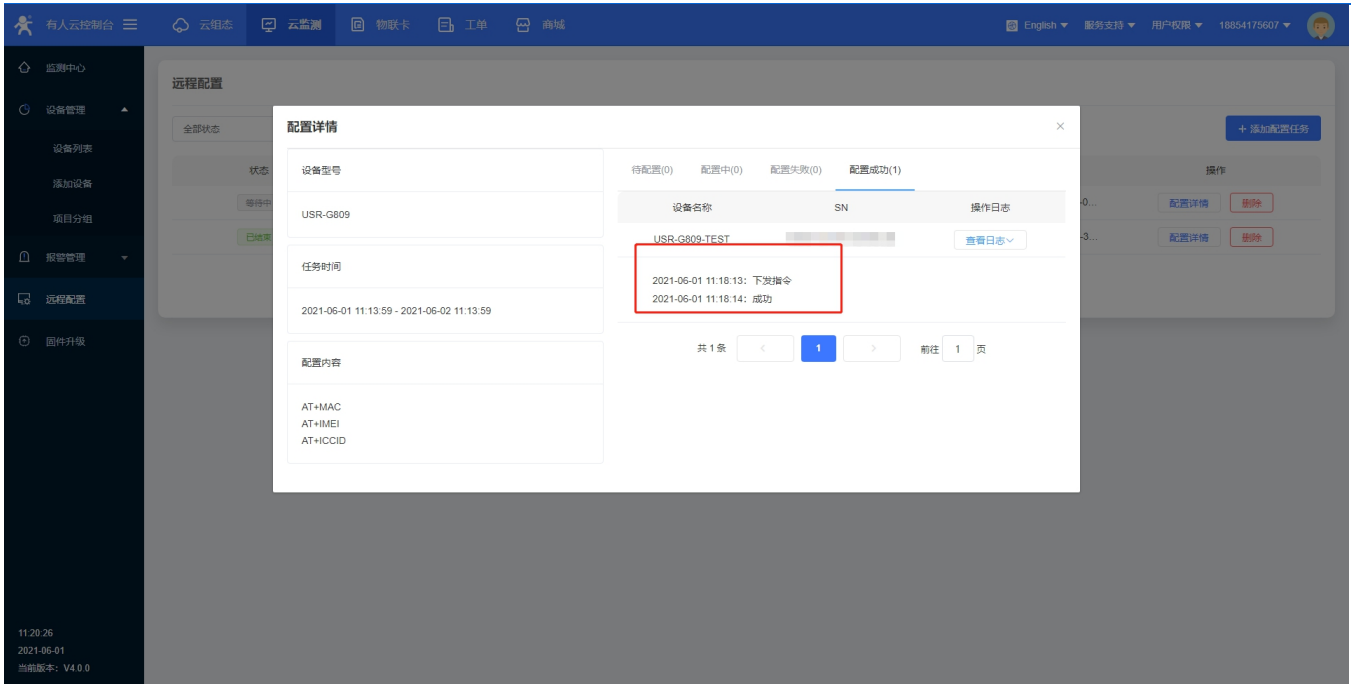 有人云控制台
云组态
云监测
物联卡
工单
商城
English
服务支持
用户权限
18854175607
监测中心
设备管理
设备列表
添加设备
项目分组
报警管理
远程配置
固件升级
11:20:26
2021-06-01
当前版本：V4.0.0
远程配置
全部状态
+ 添加配置任务
状态
操作
等待中
-0...
配置详情
删除
已结束
-3...
配置详情
删除
配置详情
设备型号
USR-G809
任务时间
2021-06-01 11:13:59 - 2021-06-02 11:13:59
配置内容
AT+MAC
AT+IMEI
AT+ICCID
待配置(0) 配置中(0) 配置失败(0) 配置成功(1)
设备名称 SN 操作日志
USR-G809-TEST 查看日志
2021-06-01 11:18:13：下发指令
2021-06-01 11:18:14：成功
共 1 条 < 1 > 前往 1 页